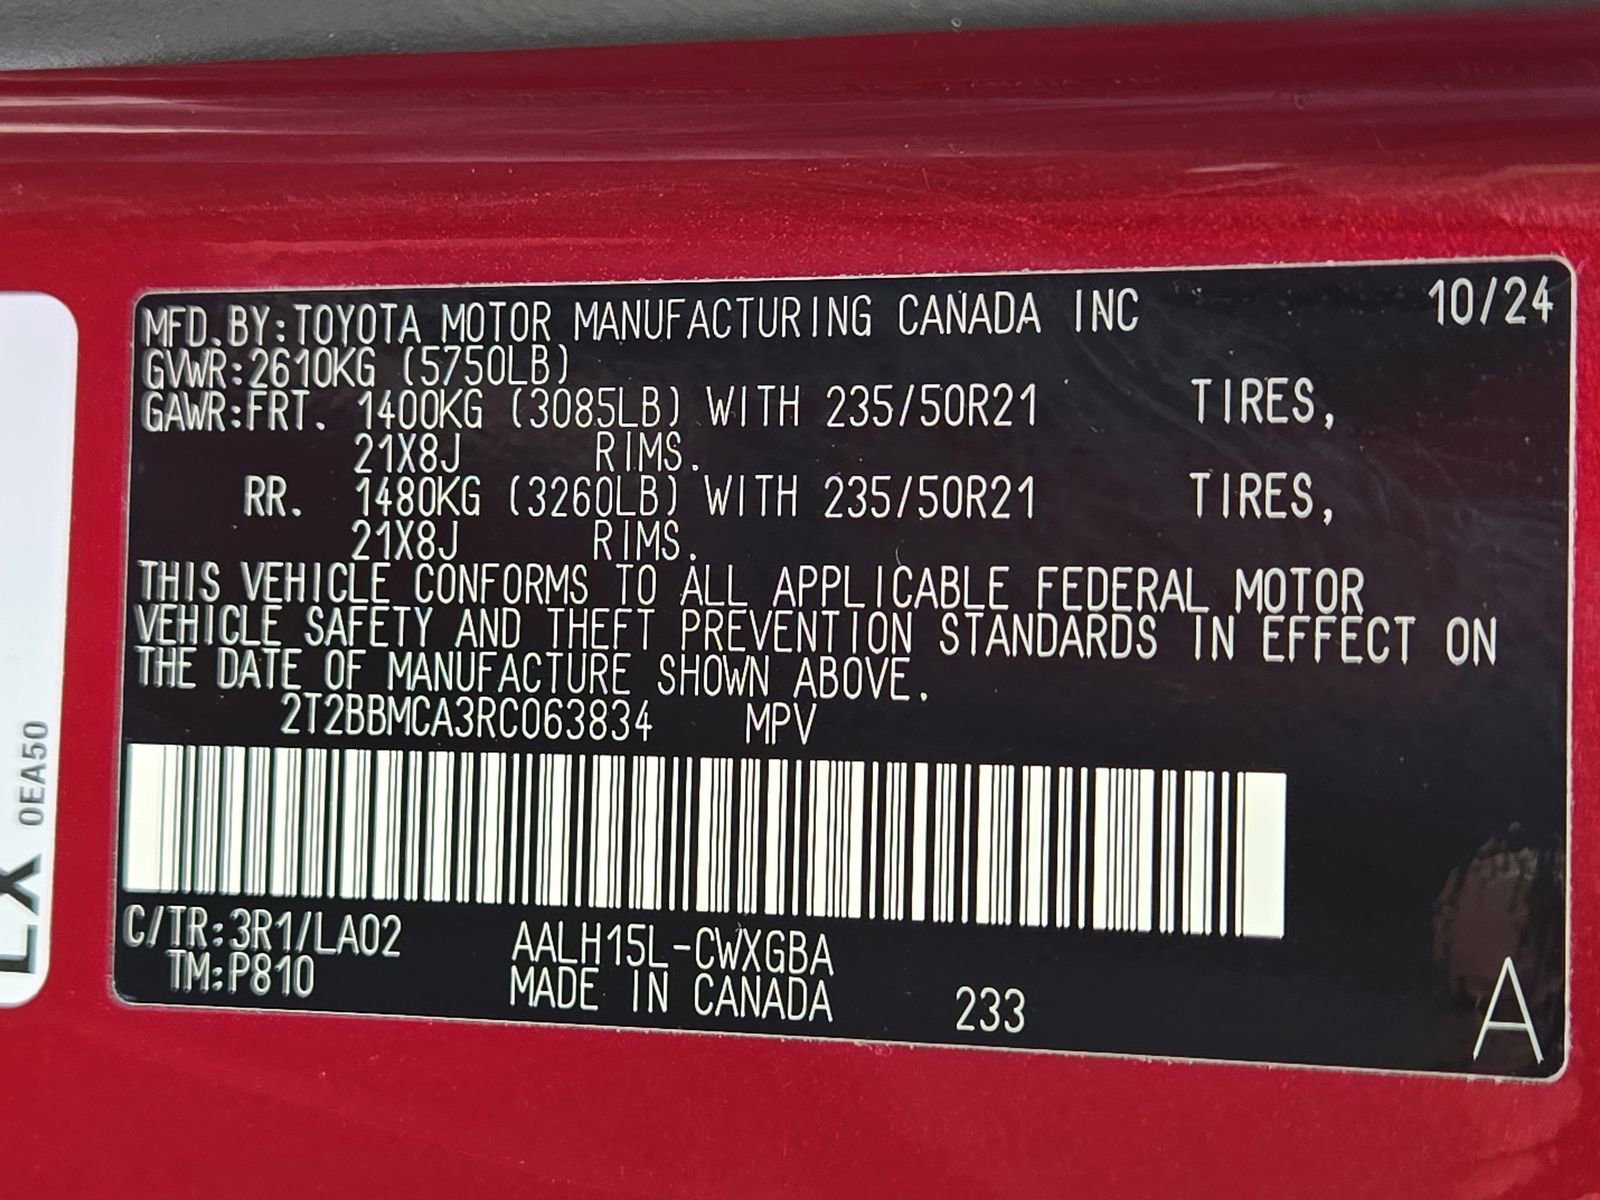 MFD.BY:TOYOTA MOTOR MANUFACTURING CANADA INC 10/24
GVWR:2610KG (5750LB)
GAWR:FRT. 1400KG (3085LB) WITH 235/50R21 TIRES,
21X8J RIMS.
RR. 1480KG (3260LB) WITH 235/50R21 TIRES,
21X8J RIMS.
THIS VEHICLE CONFORMS TO ALL APPLICABLE FEDERAL MOTOR
VEHICLE SAFETY AND THEFT PREVENTION STANDARDS IN EFFECT ON
THE DATE OF MANUFACTURE SHOWN ABOVE.
2T2BBMCA3RC063834 MPV
C/TR:3R1/LA02 AALH15L-CWXGBA
TM:P810 MADE IN CANADA 233
A
0EA50
LX